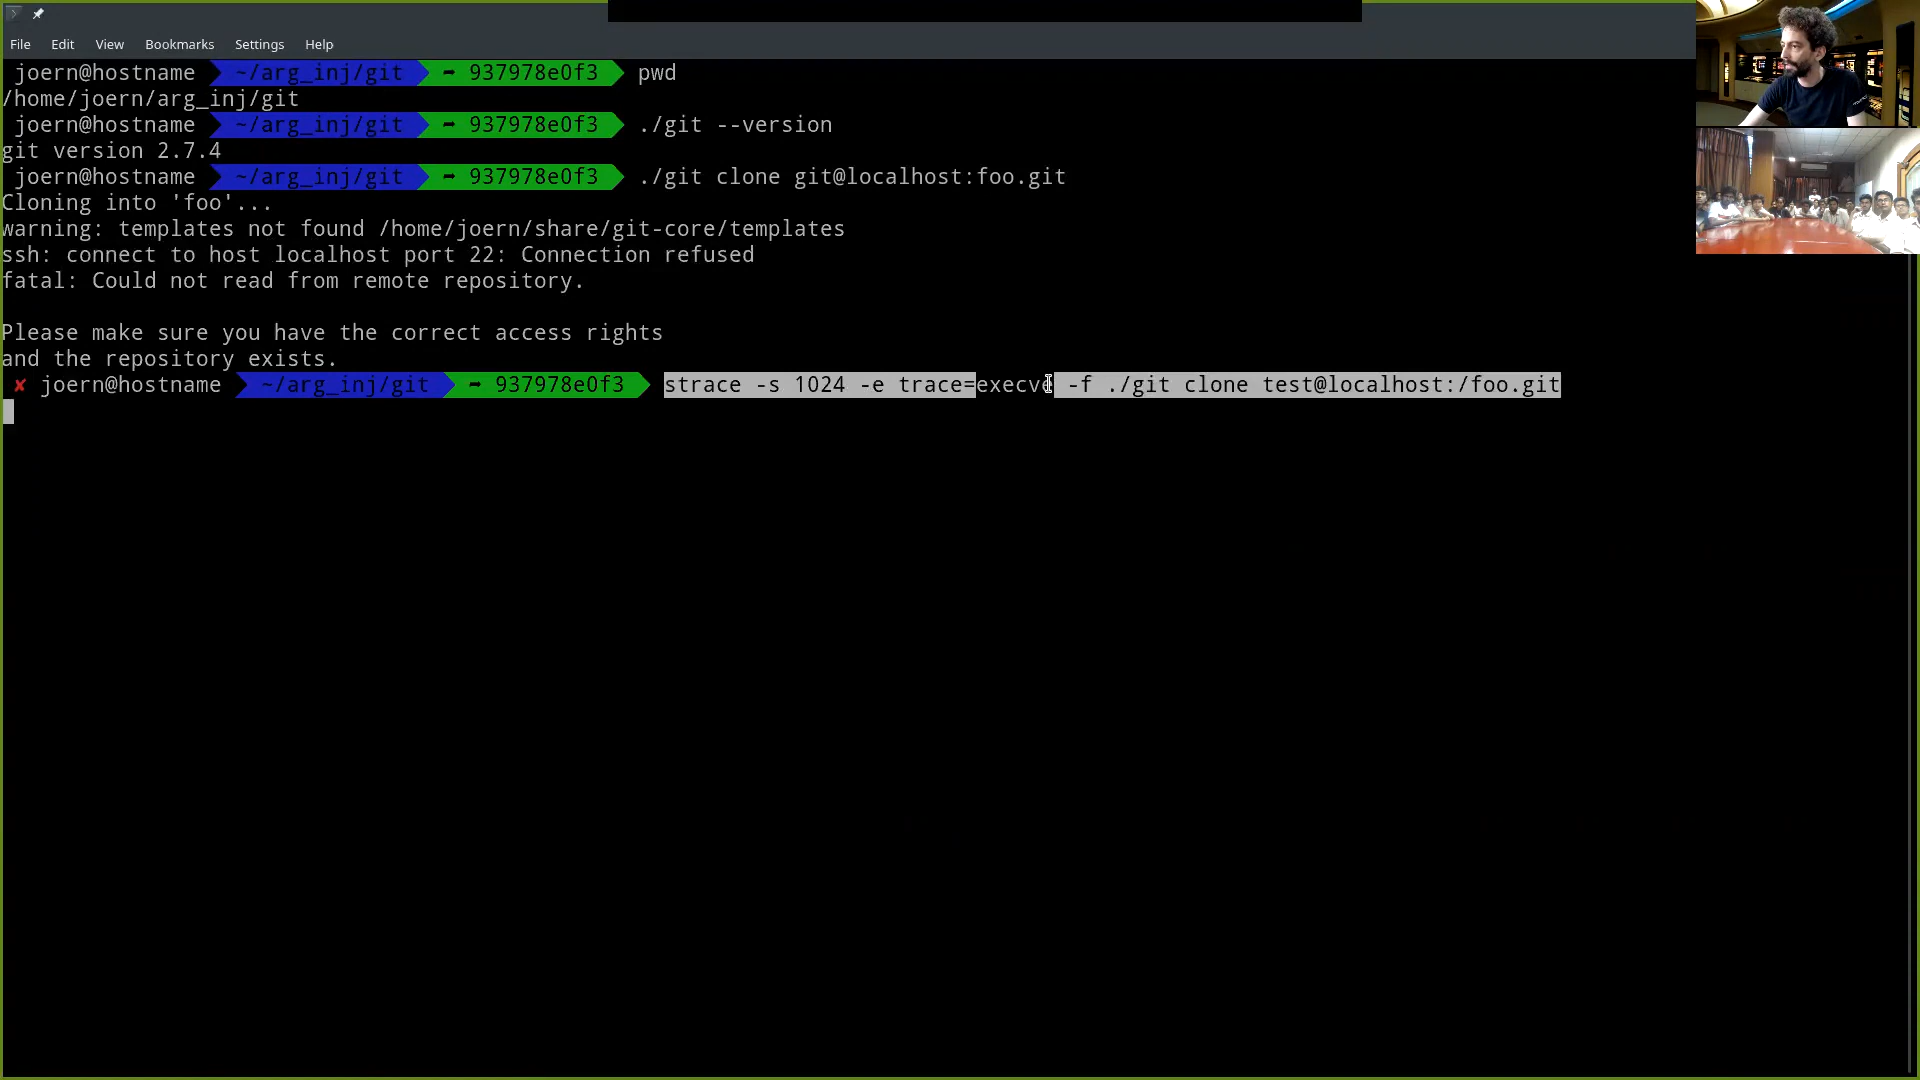 File Edit View Bookmarks Settings Help
joern@hostname ~/arg_inj/git ➦ 937978e0f3 pwd
/home/joern/arg_inj/git
joern@hostname ~/arg_inj/git ➦ 937978e0f3 ./git --version
git version 2.7.4
joern@hostname ~/arg_inj/git ➦ 937978e0f3 ./git clone git@localhost:foo.git
Cloning into 'foo'...
warning: templates not found /home/joern/share/git-core/templates
ssh: connect to host localhost port 22: Connection refused
fatal: Could not read from remote repository.
Please make sure you have the correct access rights
and the repository exists.
✘ joern@hostname ~/arg_inj/git ➦ 937978e0f3 strace -s 1024 -e trace=execve -f ./git clone test@localhost:/foo.git